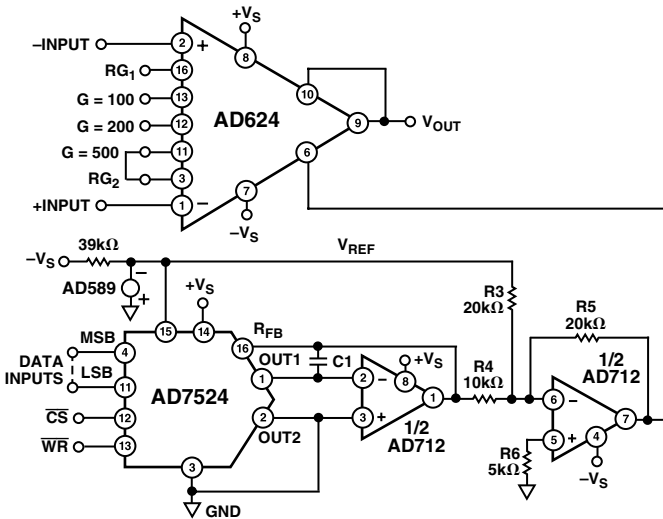 +VS
–INPUT
2
+
8
RG1
16
10
G = 100
13
AD624
G = 200
12
9
VOUT
G = 500
11
6
RG2
3
7
+INPUT
1
–
–VS
39kΩ
–VS
VREF
–
+VS
R3
20kΩ
AD589
+
R5
20kΩ
15
14
RFB
MSB
16
C1
+VS
1/2
AD712
4
OUT1
R4
10kΩ
DATA
INPUTS
LSB
1
2
–
8
6
–
11
AD7524
1
7
CS
12
2
3
+
5
+
OUT2
1/2
AD712
R6
5kΩ
4
WR
13
3
–VS
GND